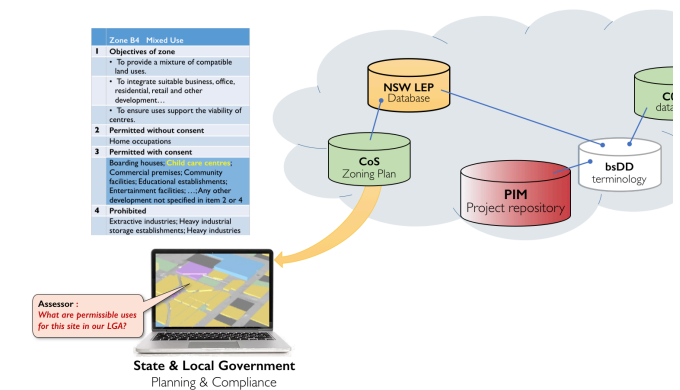 Zone B4 Mixed Use
1 Objectives of zone
• To provide a mixture of compatible
land uses.
• To integrate suitable business, office,
residential, retail and other
development…
• To ensure uses support the viability of
centres.
2 Permitted without consent
Home occupations
3 Permitted with consent
Boarding houses; Child care centres;
Commercial premises; Community
facilities; Educational establishments;
Entertainment facilities; …; Any other
development not specified in item 2 or 4
4 Prohibited
Extractive industries; Heavy industrial
storage establishments; Heavy industries
NSW LEP
Database
CoS
Zoning Plan
PIM
Project repository
bsDD
terminology
data
Assessor :
What are permissible uses
for this site in our LGA?
State & Local Government
Planning & Compliance